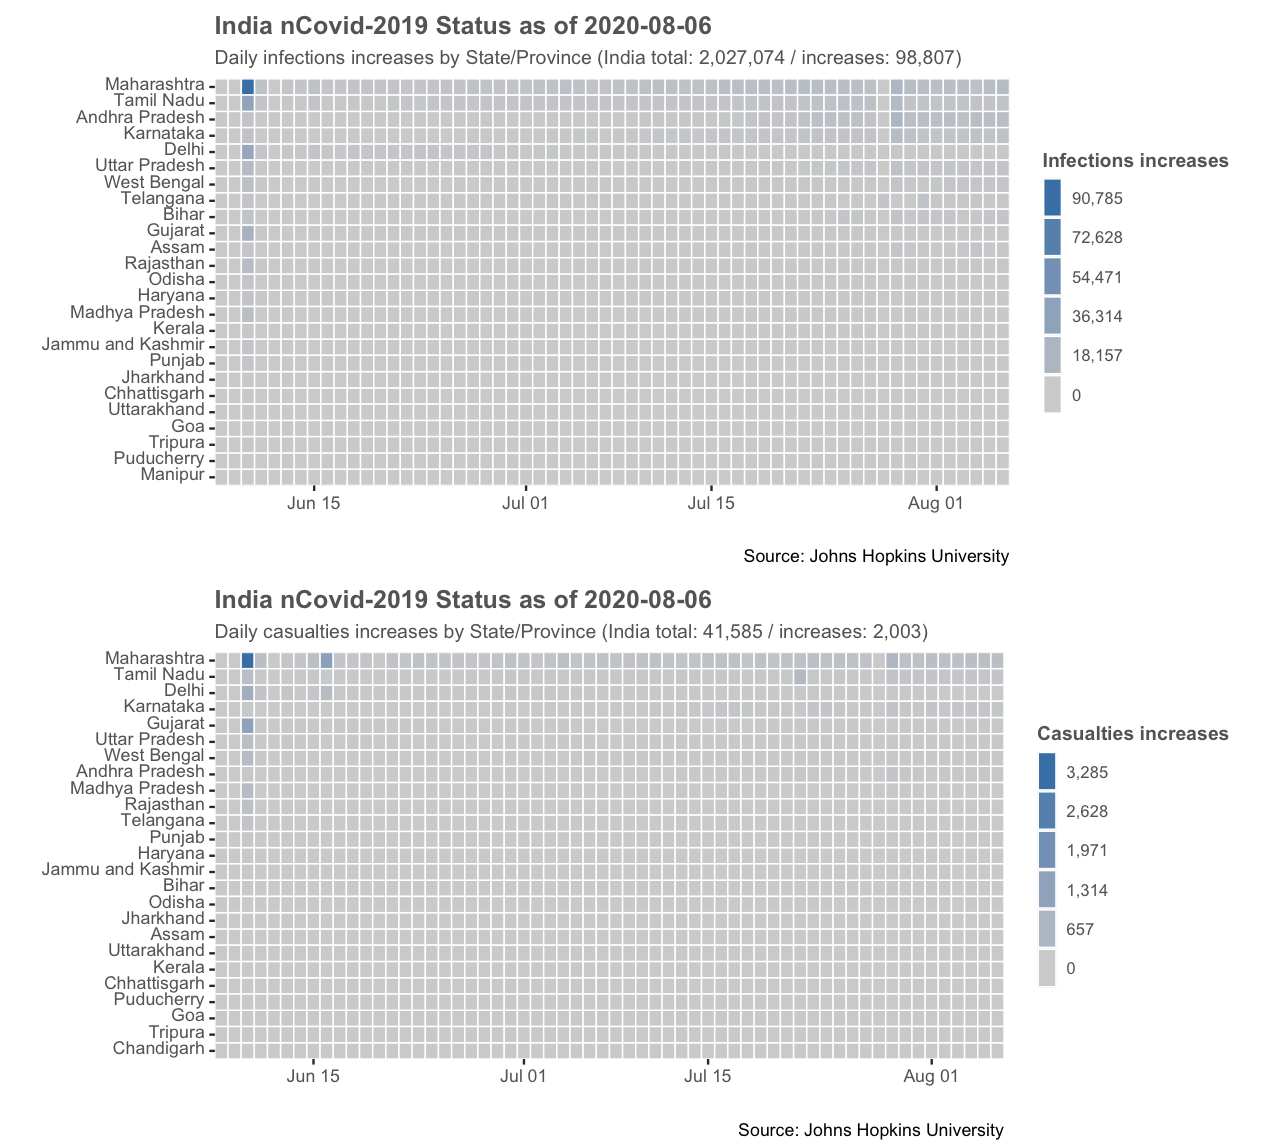 India nCovid-2019 Status as of 2020-08-06
Daily infections increases by State/Province (India total: 2,027,074 / increases: 98,807)
Maharashtra
Tamil Nadu
Andhra Pradesh
Karnataka
Delhi
Uttar Pradesh
West Bengal
Telangana
Bihar
Gujarat
Assam
Rajasthan
Odisha
Haryana
Madhya Pradesh
Kerala
Jammu and Kashmir
Punjab
Jharkhand
Chhattisgarh
Uttarakhand
Goa
Tripura
Puducherry
Manipur
Jun 15
Jul 01
Jul 15
Aug 01
Infections increases
90,785
72,628
54,471
36,314
18,157
0
Source: Johns Hopkins University
India nCovid-2019 Status as of 2020-08-06
Daily casualties increases by State/Province (India total: 41,585 / increases: 2,003)
Maharashtra
Tamil Nadu
Delhi
Karnataka
Gujarat
Uttar Pradesh
West Bengal
Andhra Pradesh
Madhya Pradesh
Rajasthan
Telangana
Punjab
Haryana
Jammu and Kashmir
Bihar
Odisha
Jharkhand
Assam
Uttarakhand
Kerala
Chhattisgarh
Puducherry
Goa
Tripura
Chandigarh
Jun 15
Jul 01
Jul 15
Aug 01
Casualties increases
3,285
2,628
1,971
1,314
657
0
Source: Johns Hopkins University